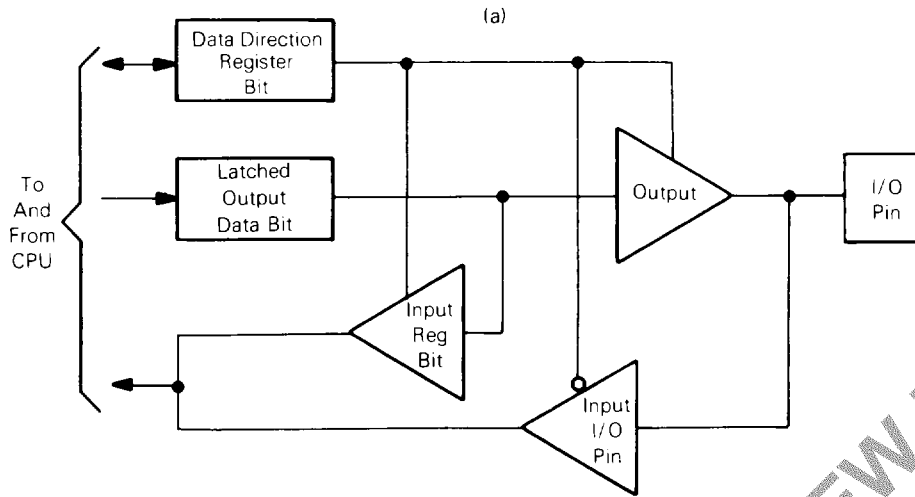 (a)
Data Direction
Register
Bit
To
And
From
CPU
Latched
Output
Data Bit
Output
I/O
Pin
Input
Reg
Bit
Input
I/O
Pin